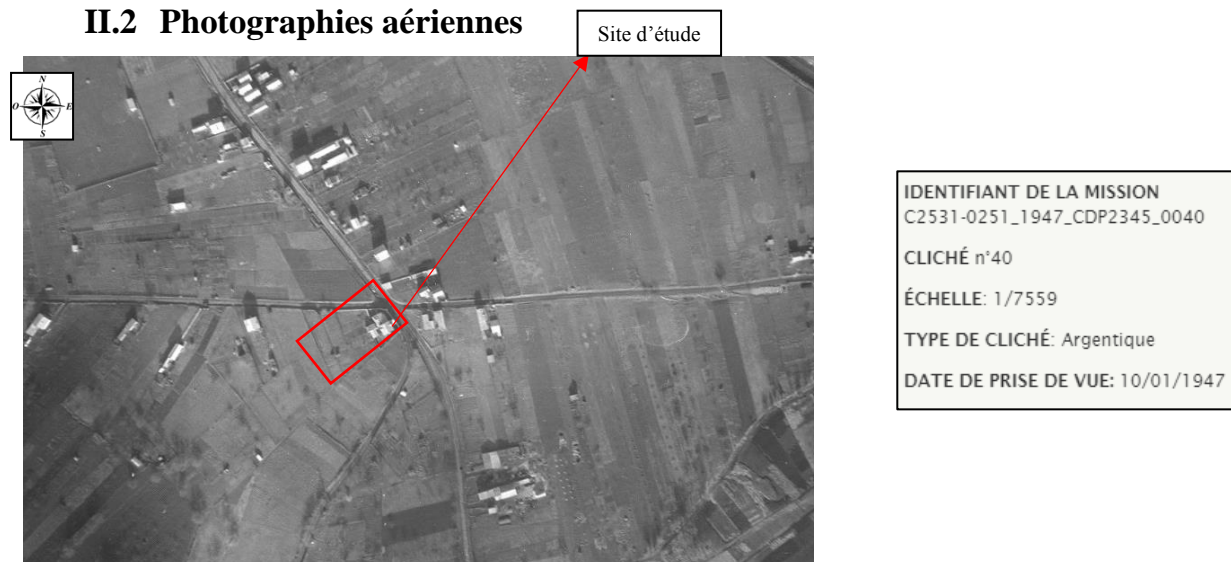 II.2 Photographies aériennes
Site d'étude
N
O
E
S
IDENTIFIANT DE LA MISSION
C2531-0251_1947_CDP2345_0040
CLICHÉ n°40
ÉCHELLE: 1/7559
TYPE DE CLICHÉ: Argentique
DATE DE PRISE DE VUE: 10/01/1947